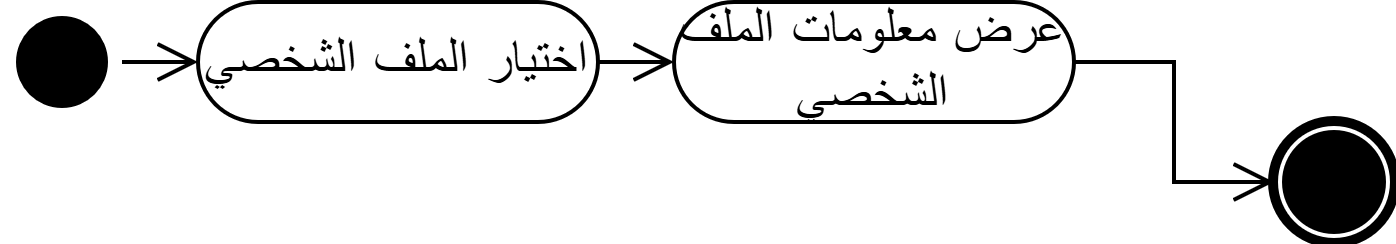 اختيار الملف الشخصي
عرض معلومات الملف
الشخصي